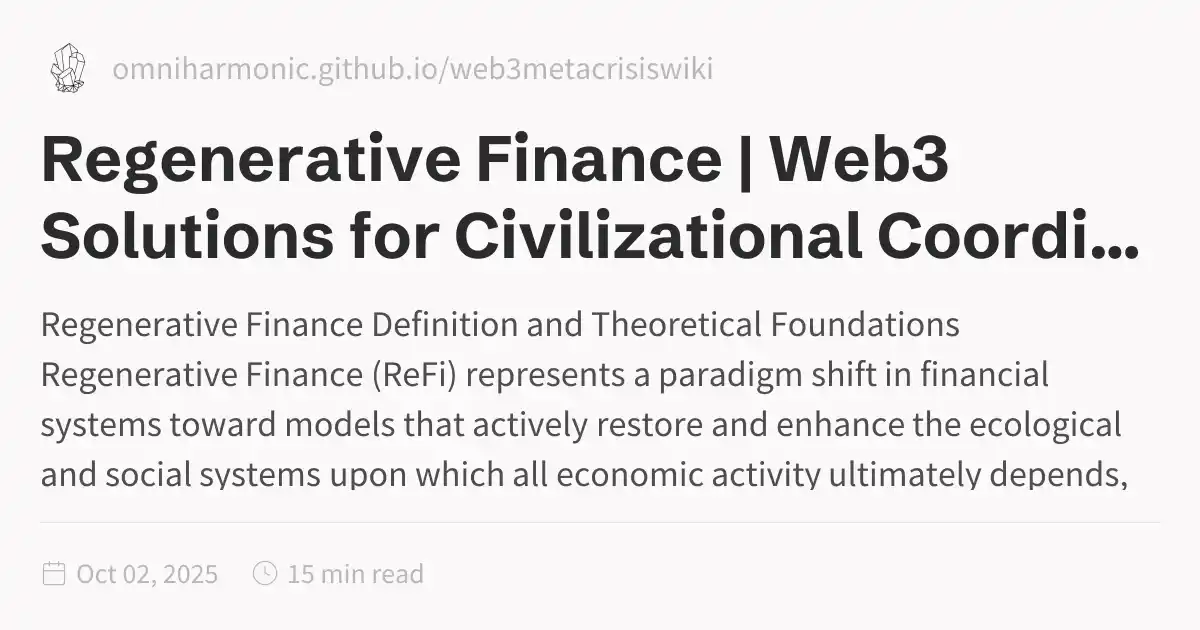 omniharmonic.github.io/web3metacrisiswiki
Regenerative Finance | Web3
Solutions for Civilizational Coordi...
Regenerative Finance Definition and Theoretical Foundations
Regenerative Finance (ReFi) represents a paradigm shift in financial
systems toward models that actively restore and enhance the ecological
and social systems upon which all economic activity ultimately depends,
Oct 02, 2025
15 min read